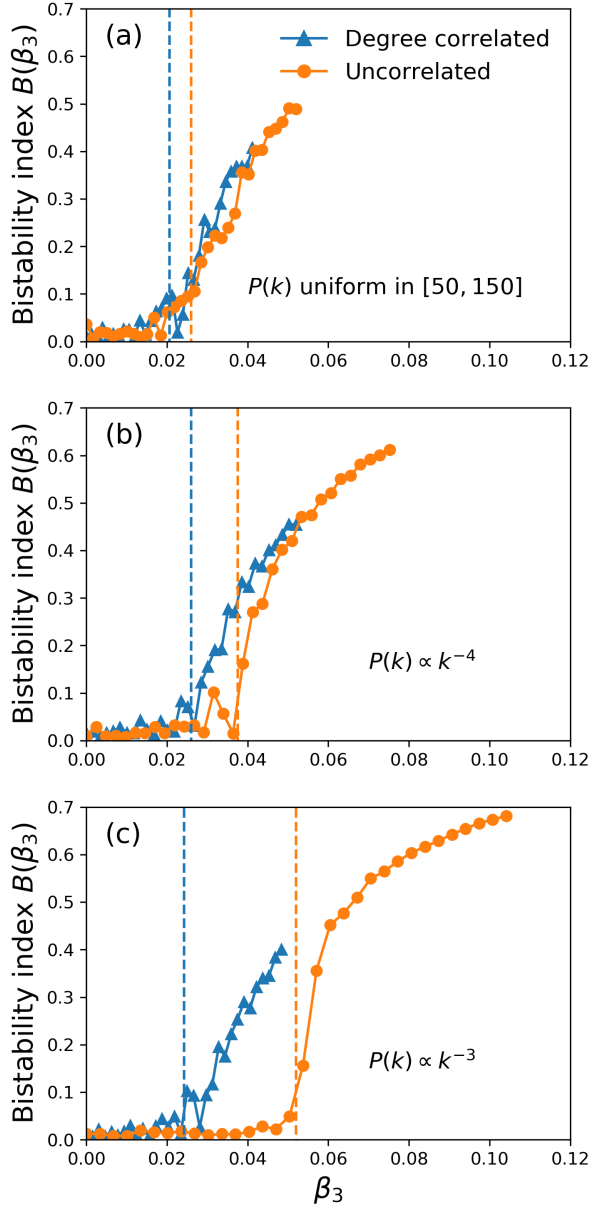 (a)
Degree correlated
Uncorrelated
P(k) uniform in [50, 150]
Bistability index B(β₃)
0.7
0.6
0.5
0.4
0.3
0.2
0.1
0.0
0.00 0.02 0.04 0.06 0.08 0.10 0.12
(b)
P(k) ∝ k⁻⁴
Bistability index B(β₃)
0.7
0.6
0.5
0.4
0.3
0.2
0.1
0.0
0.00 0.02 0.04 0.06 0.08 0.10 0.12
(c)
P(k) ∝ k⁻³
Bistability index B(β₃)
0.7
0.6
0.5
0.4
0.3
0.2
0.1
0.0
0.00 0.02 0.04 0.06 0.08 0.10 0.12
β₃